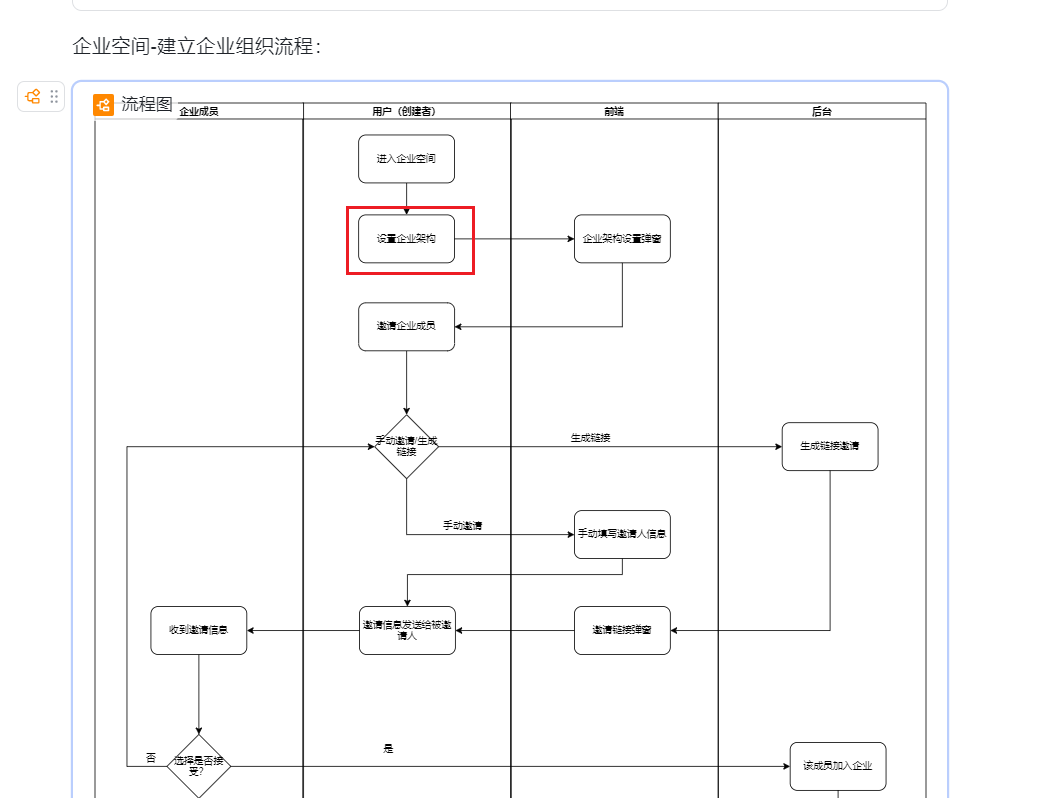 企业空间-建立企业组织流程：
流程图
企业成员
用户（创建者）
前端
后台
进入企业空间
设置企业架构
企业架构设置弹窗
邀请企业成员
手动邀请/生成
链接
生成链接
生成链接邀请
手动邀请
手动填写邀请人信息
收到邀请信息
邀请信息发送给被邀
请人
邀请链接弹窗
否
选择是否接
受?
是
该成员加入企业